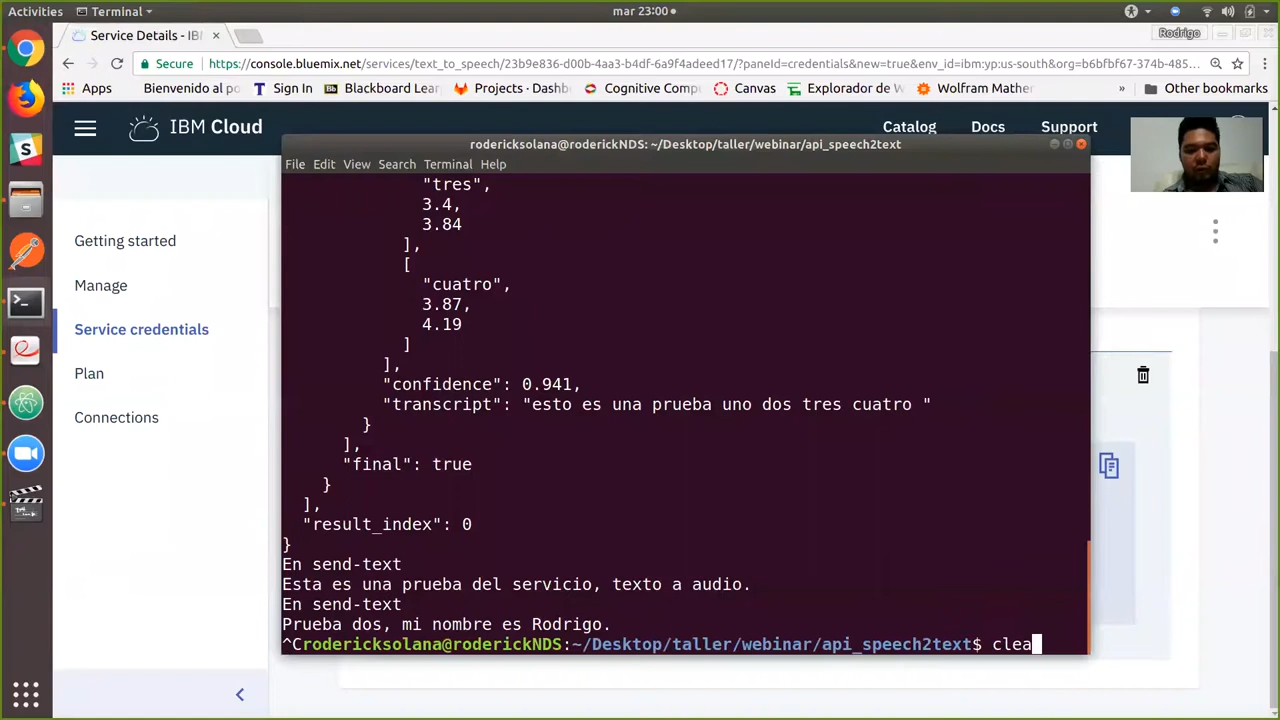 Activities
Terminal
mar 23:00
Service Details - IB
Rodrigo
Secure
https://console.bluemix.net/services/text_to_speech/23b9e836-d00b-4aa3-b4df-6a9f4adeed17/?paneId=credentials&new=true&env_id=ibm:yp:us-south&org=b6bfbf67-374b-485...
Apps
Bienvenido al po
Sign In
Blackboard Lear
Projects · Dashb
Cognitive Comp
Canvas
Explorador de W
Wolfram Mather
»
Other bookmarks
IBM Cloud
Catalog
Docs
Support
rodericksolana@roderickNDS: ~/Desktop/taller/webinar/api_speech2text
File Edit View Search Terminal Help
Getting started
Manage
Service credentials
Plan
Connections
"tres",
3.4,
3.84
],
[
"cuatro",
3.87,
4.19
]
],
"confidence": 0.941,
"transcript": "esto es una prueba uno dos tres cuatro "
}
],
"final": true
}
],
"result_index": 0
}
En send-text
Esta es una prueba del servicio, texto a audio.
En send-text
Prueba dos, mi nombre es Rodrigo.
^Crodericksolana@roderickNDS:~/Desktop/taller/webinar/api_speech2text$ clea